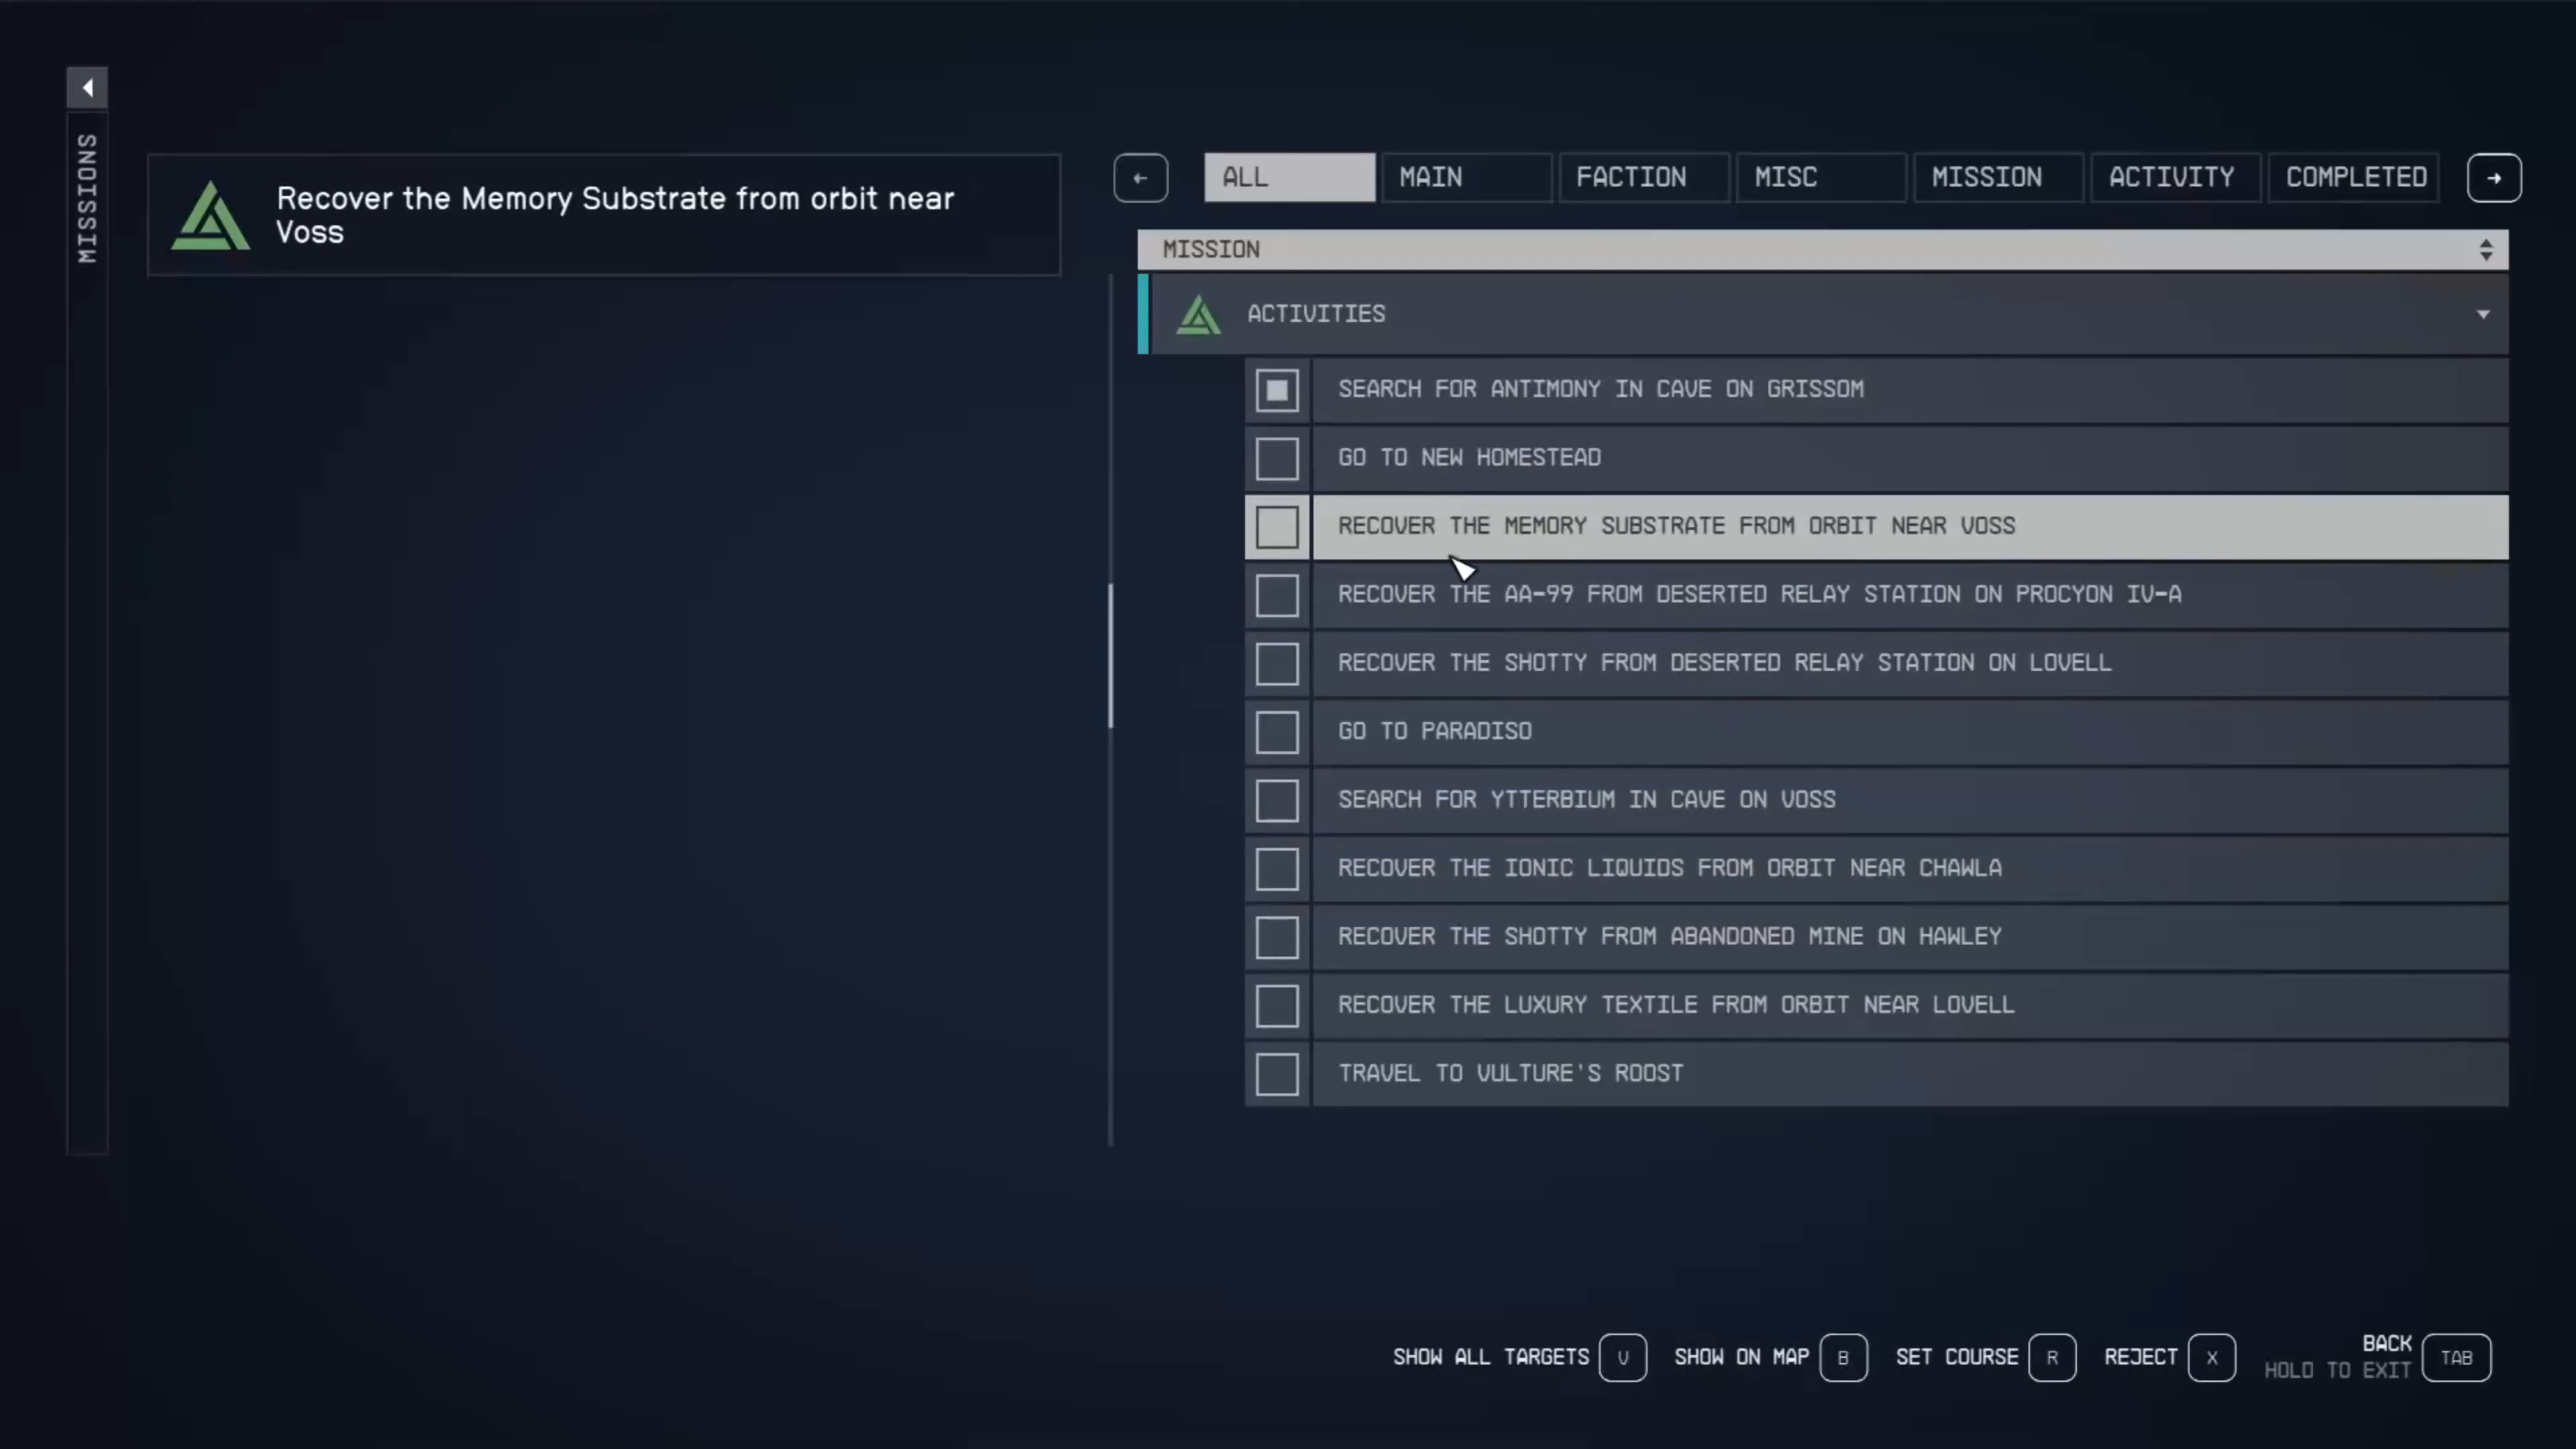 MISSIONS
Recover the Memory Substrate from orbit near
Voss
←
ALL
MAIN
FACTION
MISC
MISSION
ACTIVITY
COMPLETED
→
MISSION
ACTIVITIES
SEARCH FOR ANTIMONY IN CAVE ON GRISSOM
GO TO NEW HOMESTEAD
RECOVER THE MEMORY SUBSTRATE FROM ORBIT NEAR VOSS
RECOVER THE AA-99 FROM DESERTED RELAY STATION ON PROCYON IV-A
RECOVER THE SHOTTY FROM DESERTED RELAY STATION ON LOVELL
GO TO PARADISO
SEARCH FOR YTTERBIUM IN CAVE ON VOSS
RECOVER THE IONIC LIQUIDS FROM ORBIT NEAR CHAWLA
RECOVER THE SHOTTY FROM ABANDONED MINE ON HAWLEY
RECOVER THE LUXURY TEXTILE FROM ORBIT NEAR LOVELL
TRAVEL TO VULTURE'S ROOST
SHOW ALL TARGETS V
SHOW ON MAP B
SET COURSE R
REJECT X
BACK
HOLD TO EXIT
TAB